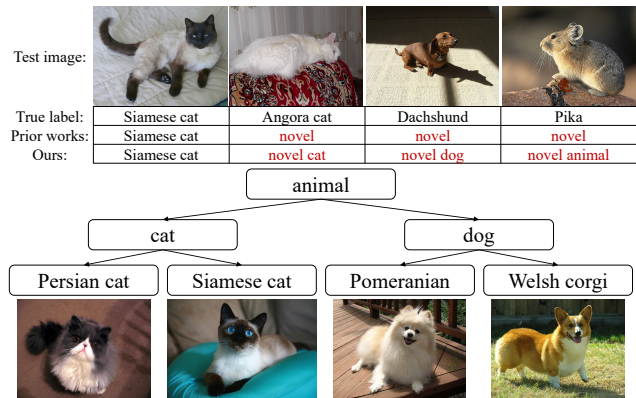 Test image:
True label: Siamese cat Angora cat Dachshund Pika
Prior works: Siamese cat novel novel novel
Ours: Siamese cat novel cat novel dog novel animal
animal
cat dog
Persian cat Siamese cat Pomeranian Welsh corgi